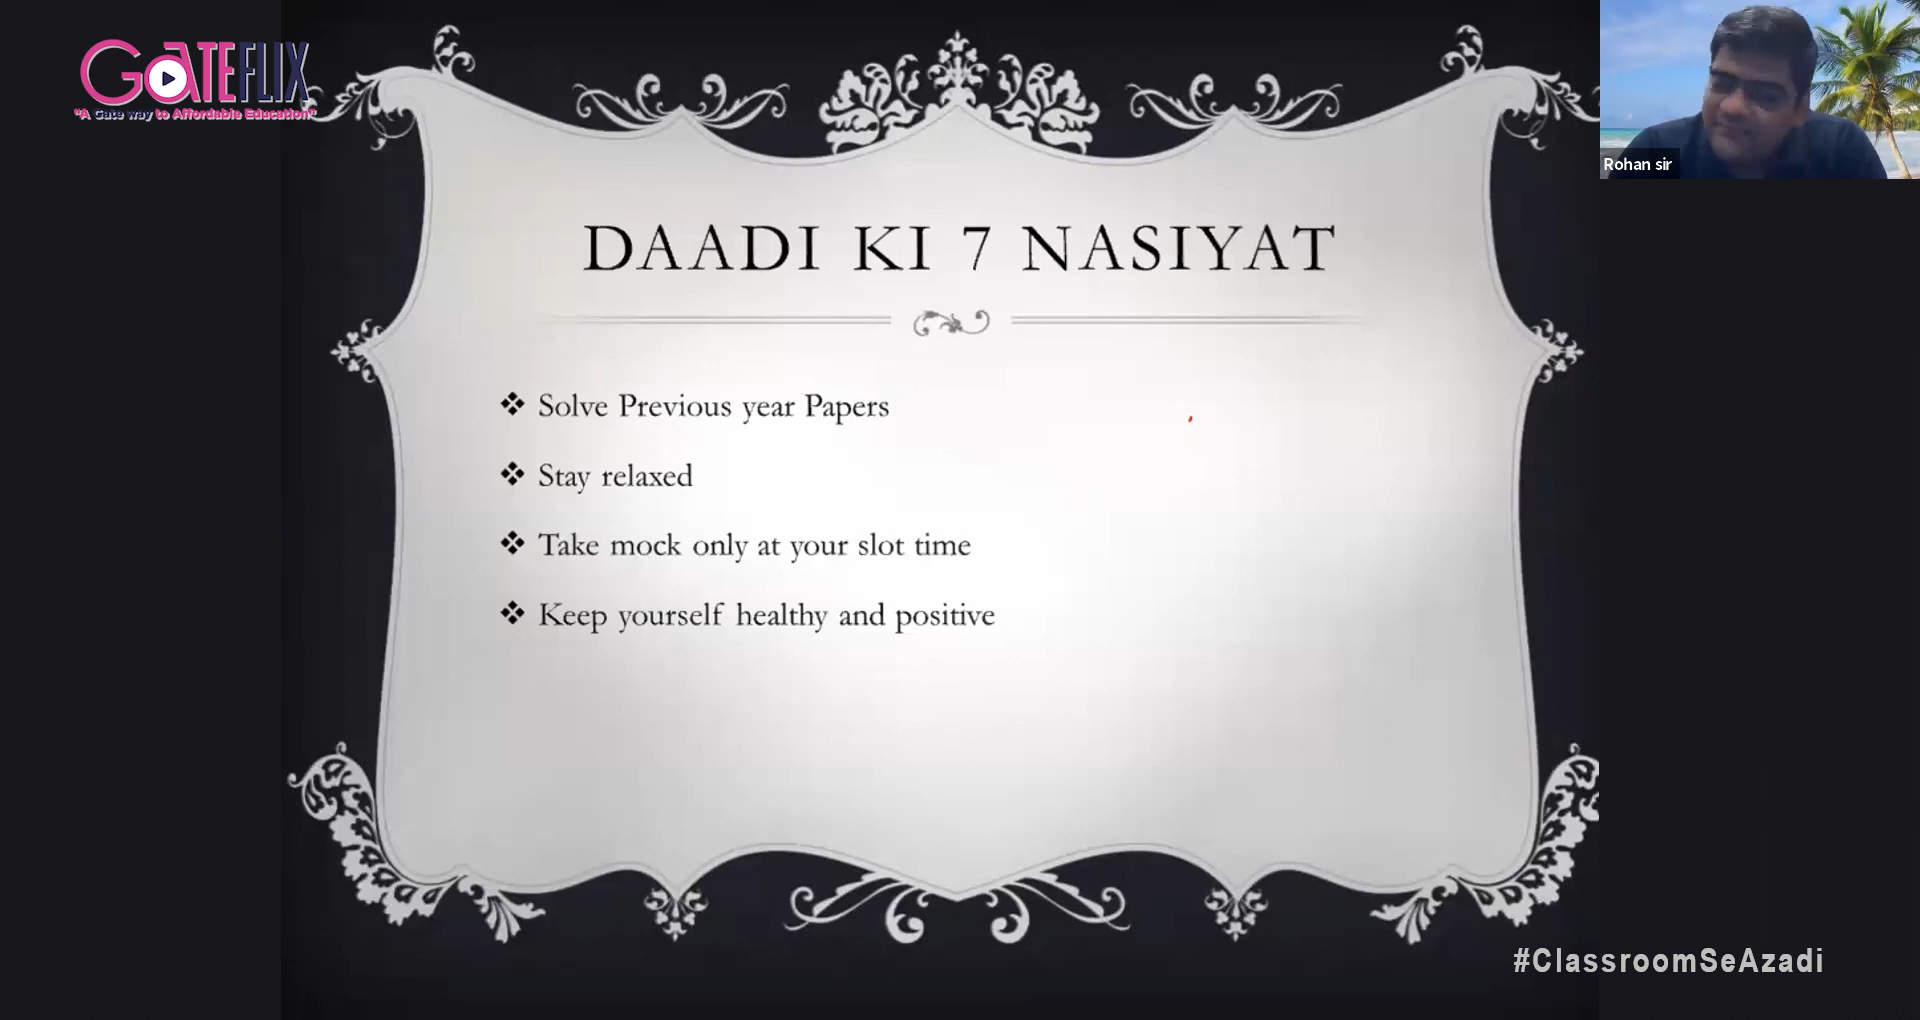 GATEFLIX
"A Gate way to Affordable Education"
Rohan sir
DAADI KI 7 NASIYAT
❖ Solve Previous year Papers
❖ Stay relaxed
❖ Take mock only at your slot time
❖ Keep yourself healthy and positive
#ClassroomSeAzadi